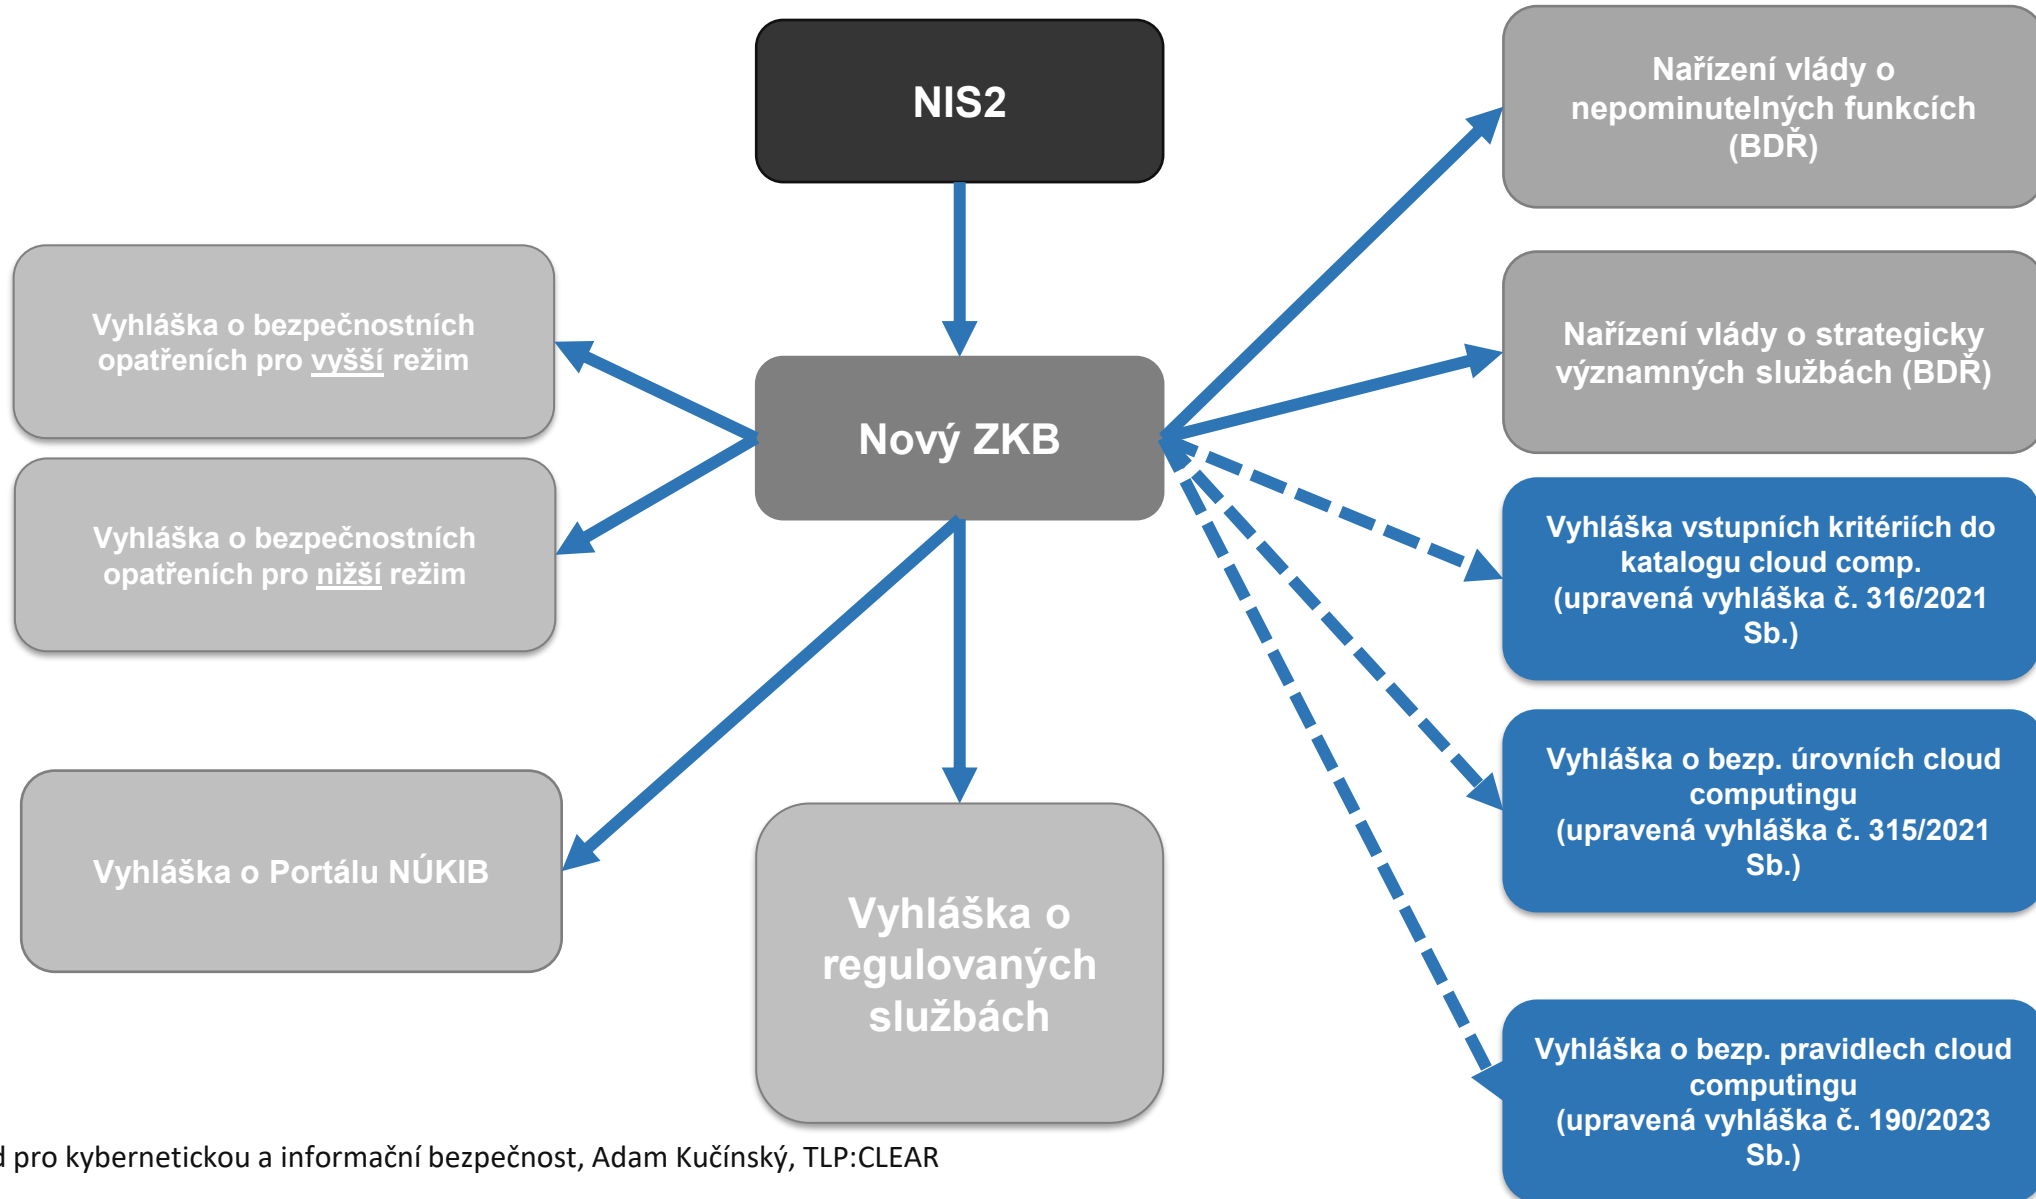 NIS2
Nařízení vlády o
nepominutelných funkcích
(BDŘ)
Vyhláška o bezpečnostních
opatřeních pro vyšší režim
Nařízení vlády o strategicky
významných službách (BDŘ)
Nový ZKB
Vyhláška o bezpečnostních
opatřeních pro nižší režim
Vyhláška vstupních kritériích do
katalogu cloud comp.
(upravená vyhláška č. 316/2021
Sb.)
Vyhláška o bezp. úrovních cloud
computingu
(upravená vyhláška č. 315/2021
Sb.)
Vyhláška o Portálu NÚKIB
Vyhláška o
regulovaných
službách
Vyhláška o bezp. pravidlech cloud
computingu
(upravená vyhláška č. 190/2023
Sb.)
pro kybernetickou a informační bezpečnost, Adam Kučínský, TLP:CLEAR